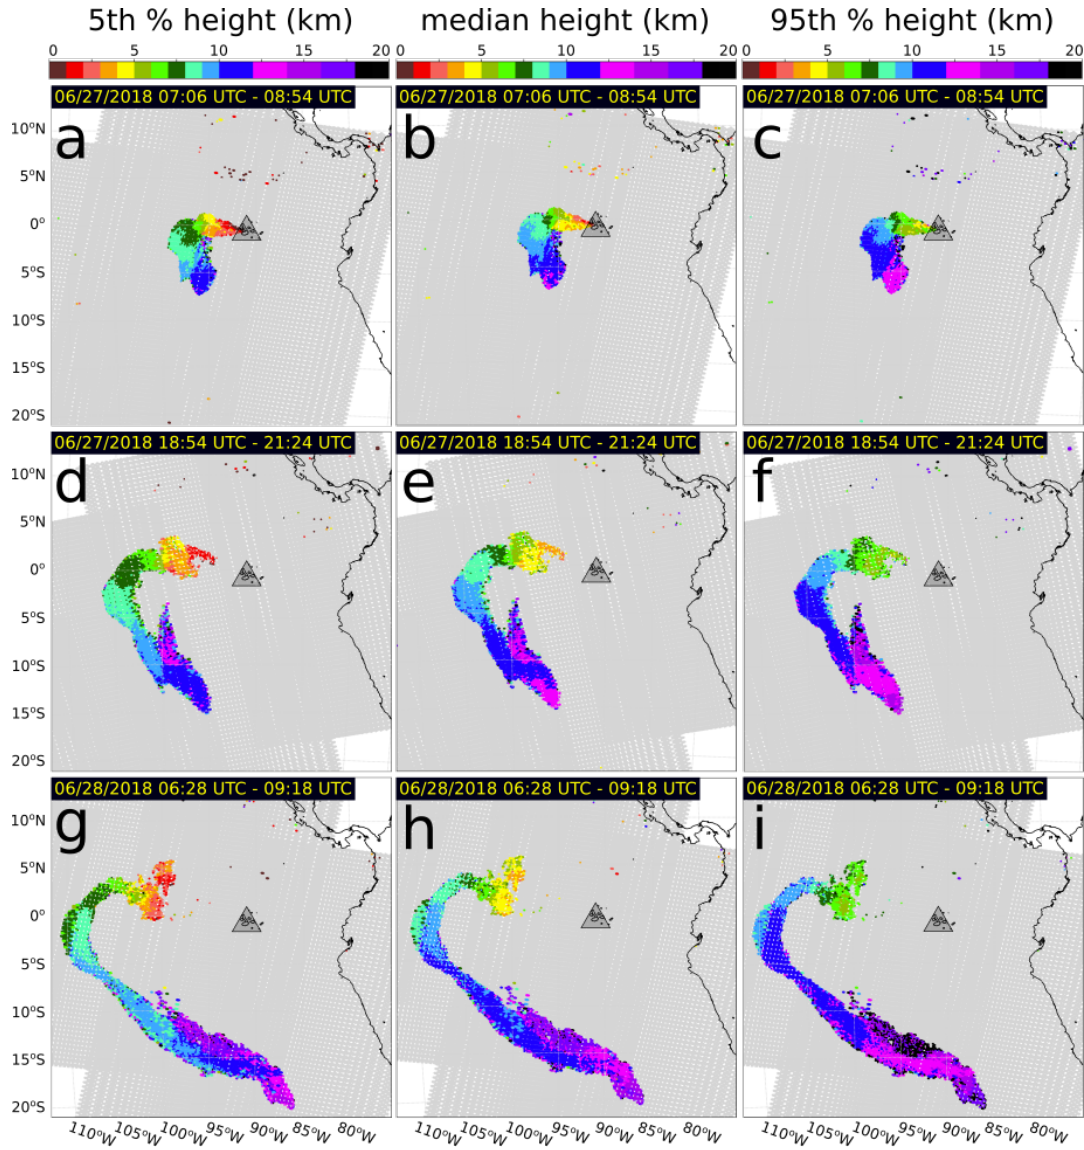 5th % height (km) median height (km) 95th % height (km)
0 5 10 15 20 0 5 10 15 20 0 5 10 15 20
06/27/2018 07:06 UTC - 08:54 UTC 06/27/2018 07:06 UTC - 08:54 UTC 06/27/2018 07:06 UTC - 08:54 UTC
a b c
10°N
5°N
0°
5°S
10°S
15°S
20°S
06/27/2018 18:54 UTC - 21:24 UTC 06/27/2018 18:54 UTC - 21:24 UTC 06/27/2018 18:54 UTC - 21:24 UTC
d e f
10°N
5°N
0°
5°S
10°S
15°S
20°S
06/28/2018 06:28 UTC - 09:18 UTC 06/28/2018 06:28 UTC - 09:18 UTC 06/28/2018 06:28 UTC - 09:18 UTC
g h i
10°N
5°N
0°
5°S
10°S
15°S
20°S
110°W 105°W 100°W 95°W 90°W 85°W 80°W 110°W 105°W 100°W 95°W 90°W 85°W 80°W 110°W 105°W 100°W 95°W 90°W 85°W 80°W